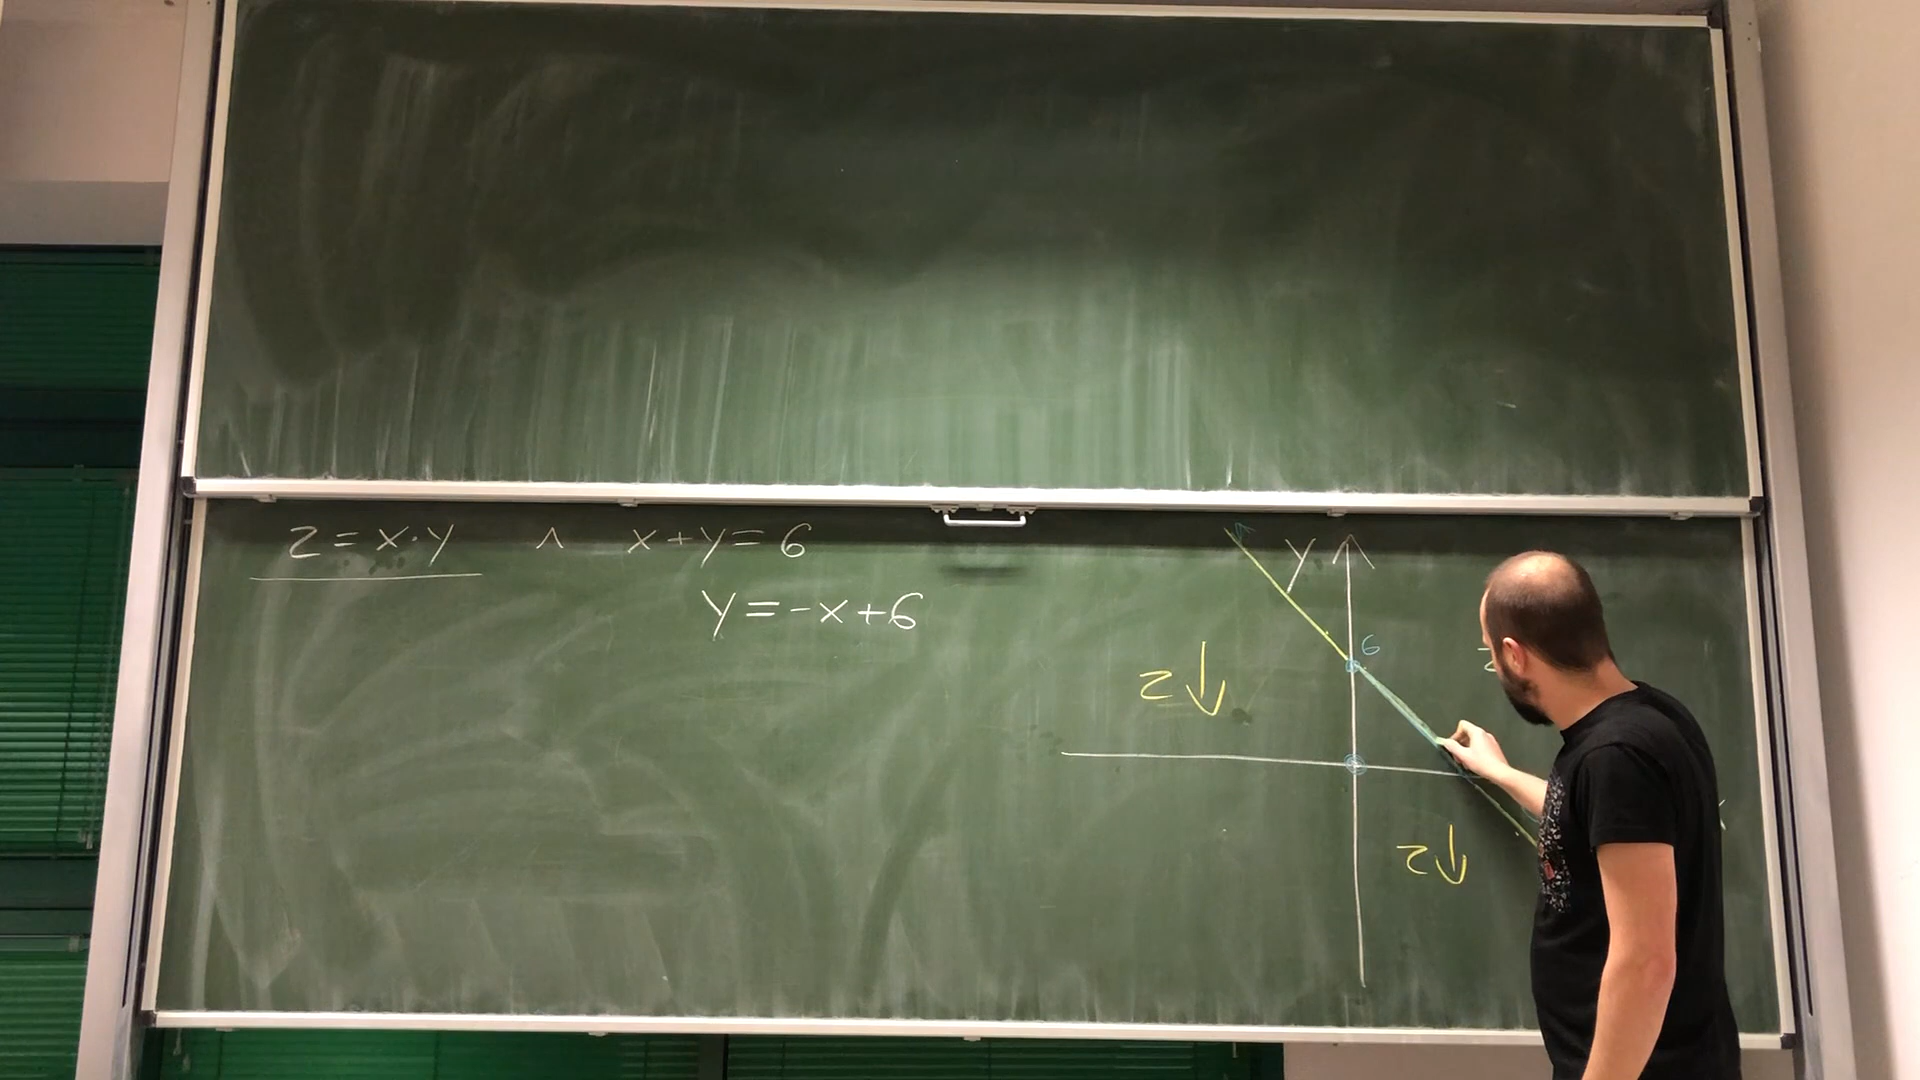 z = x·y ∧ x + y = 6
y = -x + 6
y
6
z↓
z↓